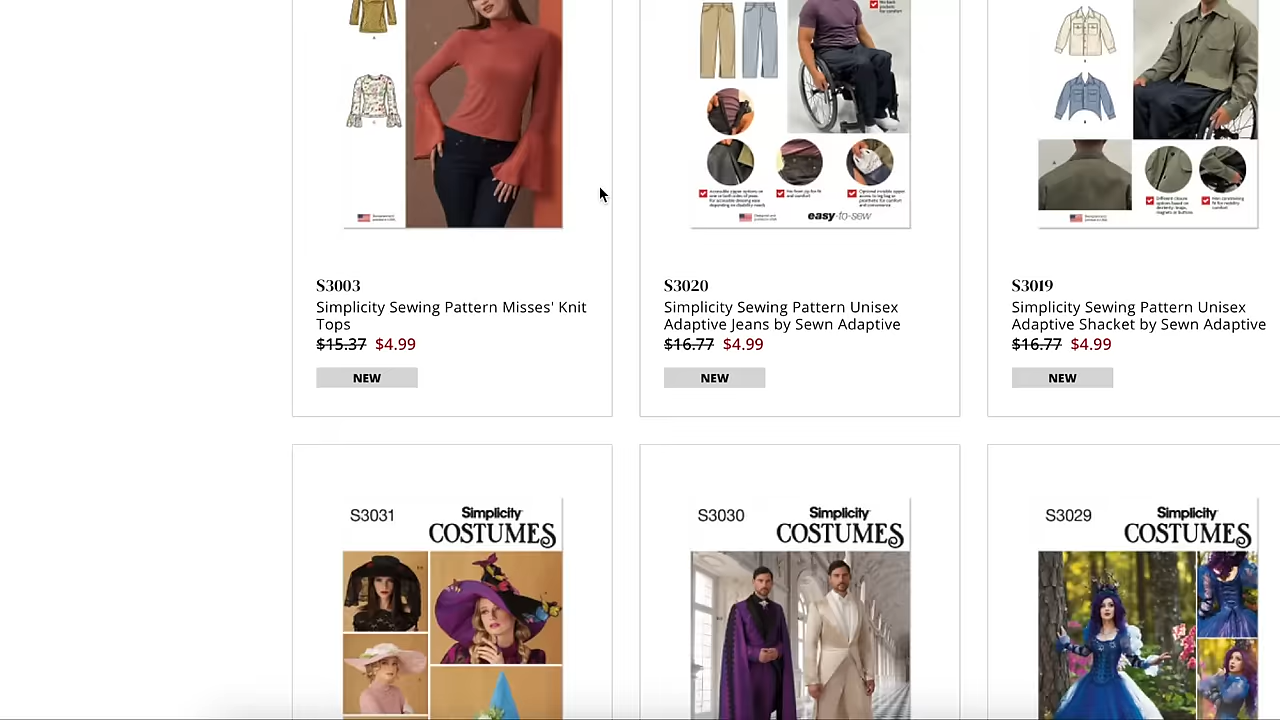 easy-to-sew
S3003
Simplicity Sewing Pattern Misses' Knit
Tops
$15.37 $4.99
NEW
S3020
Simplicity Sewing Pattern Unisex
Adaptive Jeans by Sewn Adaptive
$16.77 $4.99
NEW
S3019
Simplicity Sewing Pattern Unisex
Adaptive Shacket by Sewn Adaptive
$16.77 $4.99
NEW
S3031
Simplicity
COSTUMES
S3030
Simplicity
COSTUMES
S3029
Simplicity
COSTUMES